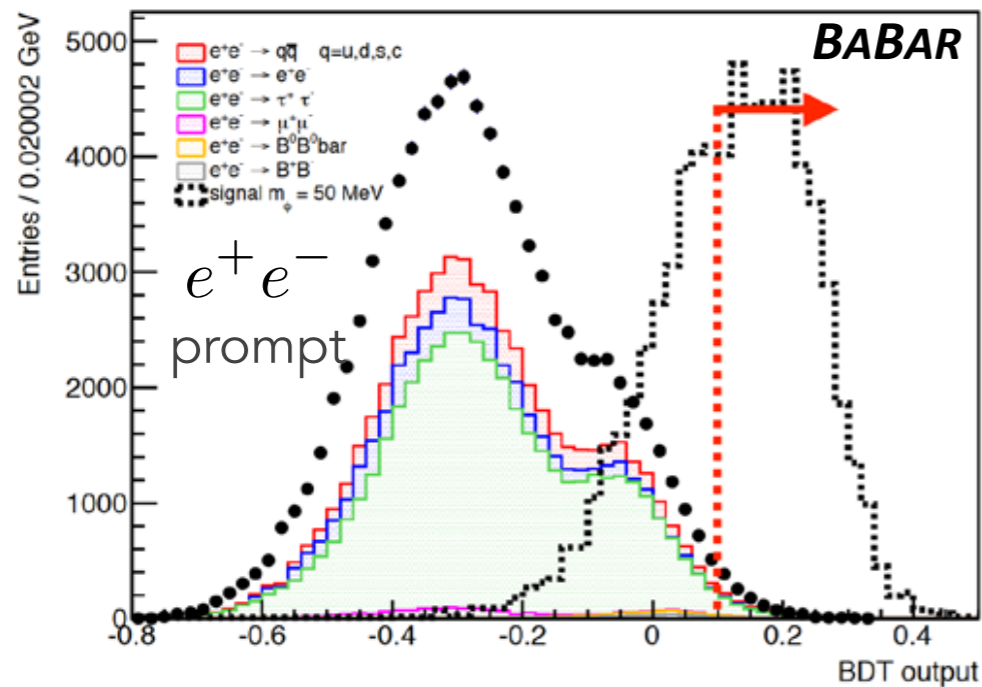 BABAR
5000
4000
3000
2000
1000
0
Entries / 0.020002 GeV
e⁺e⁻ → qq̄ q=u,d,s,c
e⁺e⁻ → e⁺e⁻
e⁺e⁻ → τ⁺ τ⁻
e⁺e⁻ → μ⁺μ⁻
e⁺e⁻ → B⁰B⁰bar
e⁺e⁻ → B⁺B⁻
signal m_φ = 50 MeV
e⁺e⁻
prompt
-0.8 -0.6 -0.4 -0.2 0 0.2 0.4
BDT output